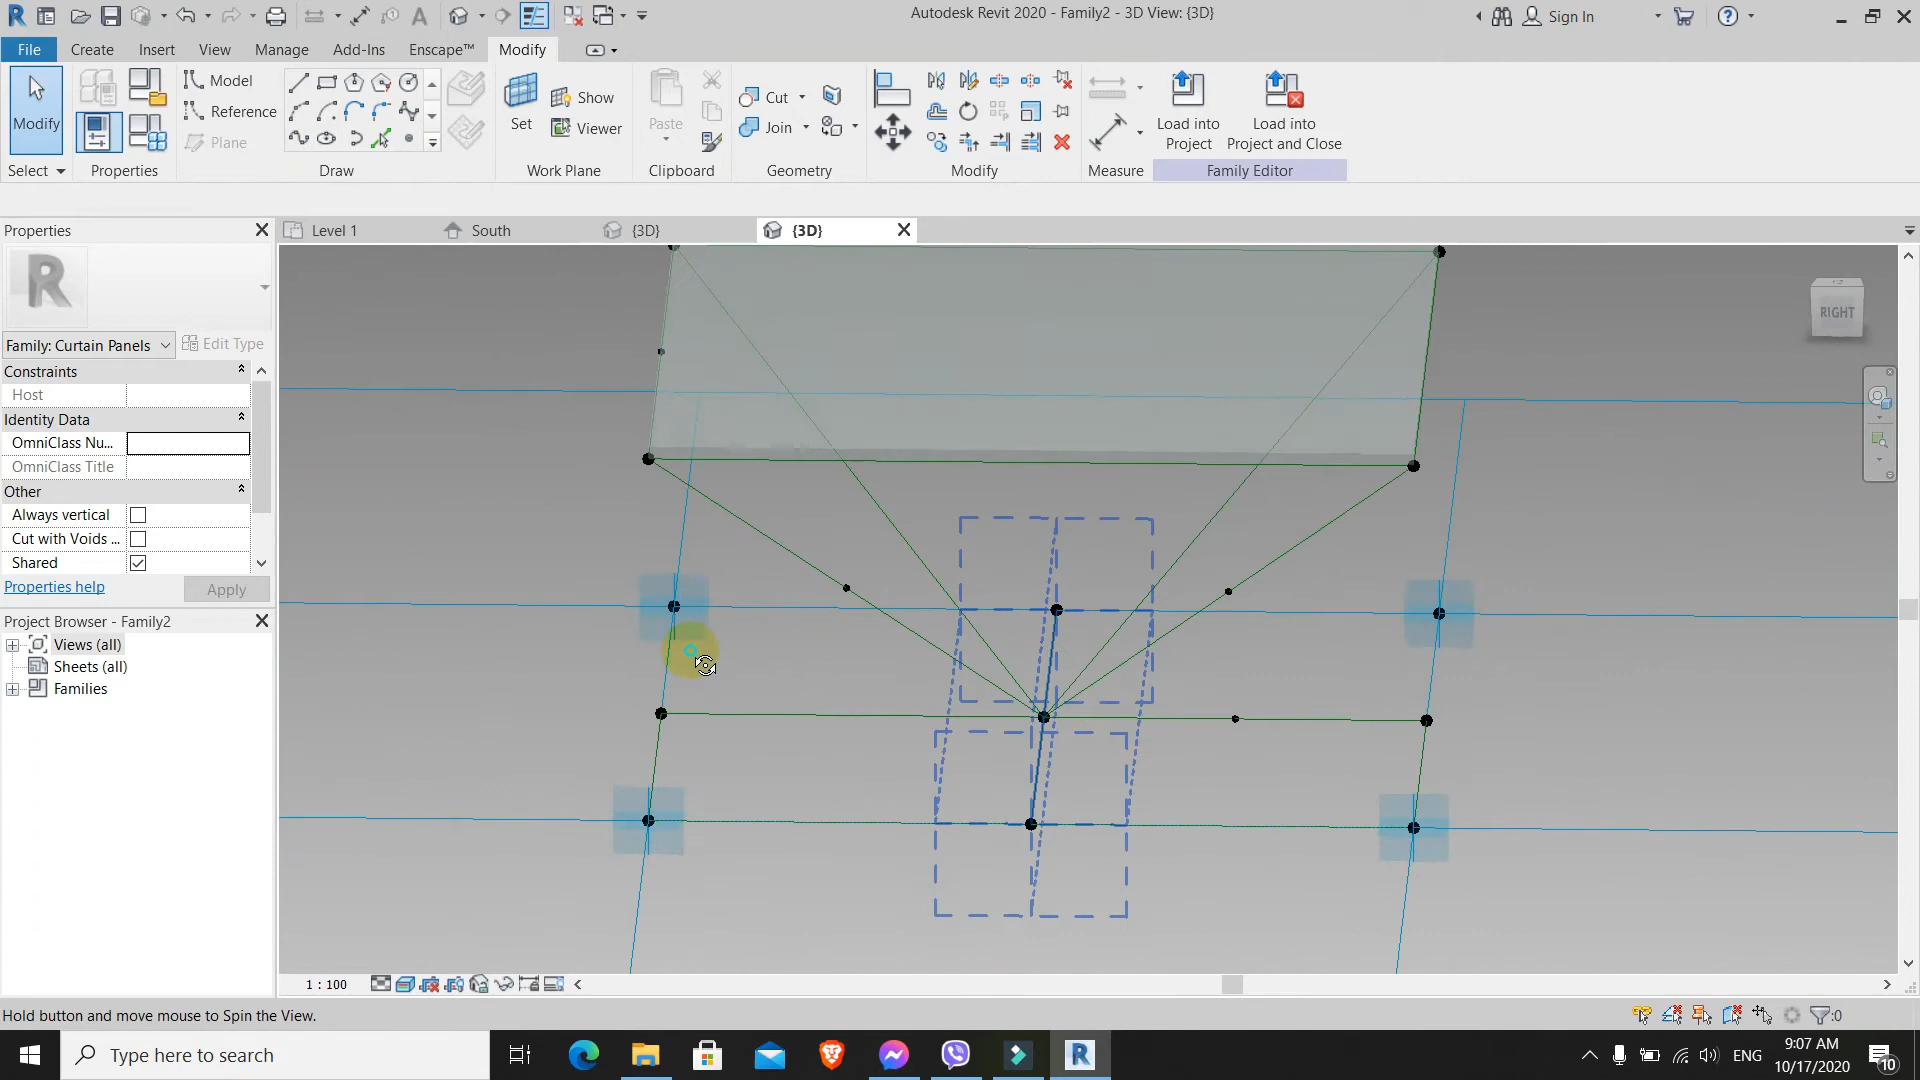 Autodesk Revit 2020 - Family2 - 3D View: {3D}
Sign In
File Create Insert View Manage Add-Ins Enscape™ Modify
Modify
Model
Reference
Plane
Set
Show
Viewer
Paste
Cut
Join
Load into
Project
Load into
Project and Close
Select Properties Draw Work Plane Clipboard Geometry Modify Measure Family Editor
Properties
Level 1 South {3D} {3D}
R
Family: Curtain Panels Edit Type
Constraints
Host
Identity Data
OmniClass Nu...
OmniClass Title
Other
Always vertical
Cut with Voids ...
Shared
Properties help Apply
Project Browser - Family2
Views (all)
Sheets (all)
Families
RIGHT
1 : 100
Hold button and move mouse to Spin the View.
:0
Type here to search
ENG
9:07 AM
10/17/2020
10